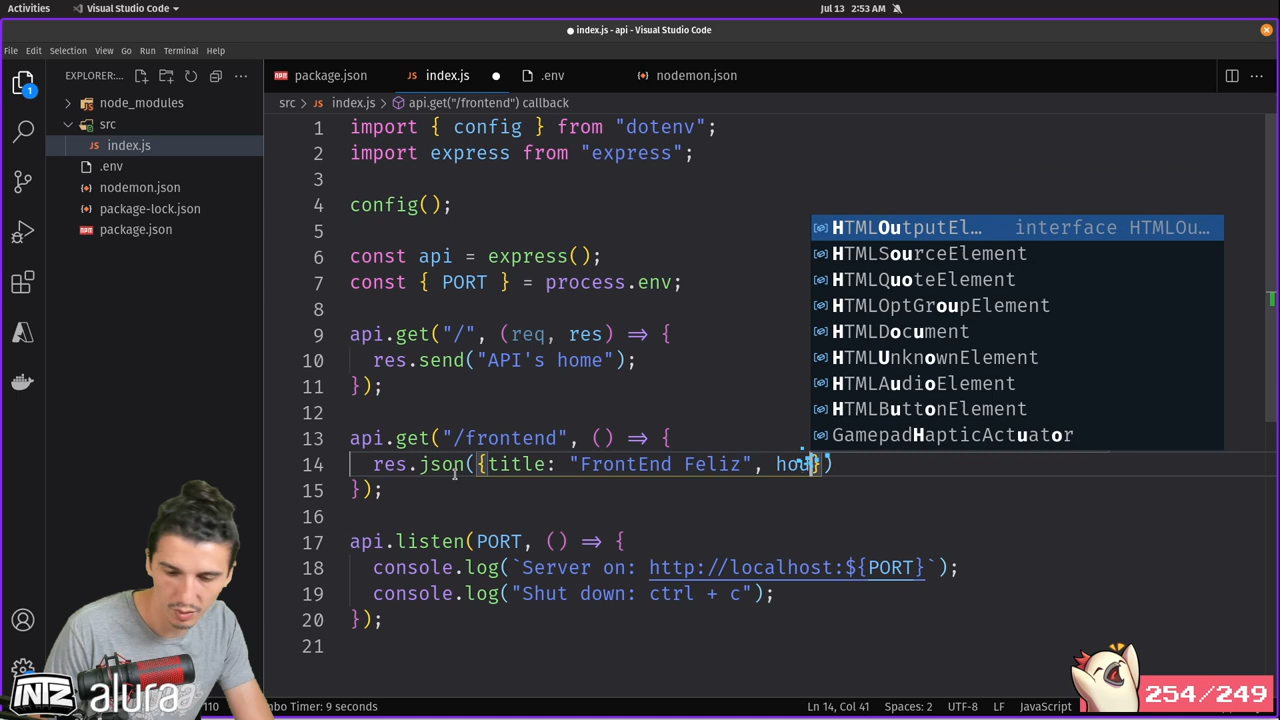 Activities
Visual Studio Code
Jul 13 2:53 AM
index.js - api - Visual Studio Code
File Edit Selection View Go Run Terminal Help
EXPLORER:...
package.json
index.js
.env
nodemon.json
src > index.js > api.get("/frontend") callback
node_modules
src
index.js
.env
nodemon.json
package-lock.json
package.json
1
1 import { config } from "dotenv";
2 import express from "express";
3
4 config();
5
6 const api = express();
7 const { PORT } = process.env;
8
9 api.get("/", (req, res) => {
10 res.send("API's home");
11 });
12
13 api.get("/frontend", () => {
14 res.json({title: "FrontEnd Feliz", hou})
15 });
16
17 api.listen(PORT, () => {
18 console.log(`Server on: http://localhost:${PORT}`);
19 console.log("Shut down: ctrl + c");
20 });
21
HTMLOutputEl... interface HTMLOu...
HTMLSourceElement
HTMLQuoteElement
HTMLOptGroupElement
HTMLDocument
HTMLUnknownElement
HTMLAudioElement
HTMLButtonElement
GamepadHapticActuator
NTZ alura
110
Timer: 9 seconds
Ln 14, Col 41
Spaces: 2
UTF-8
LF
JavaScript
254/249